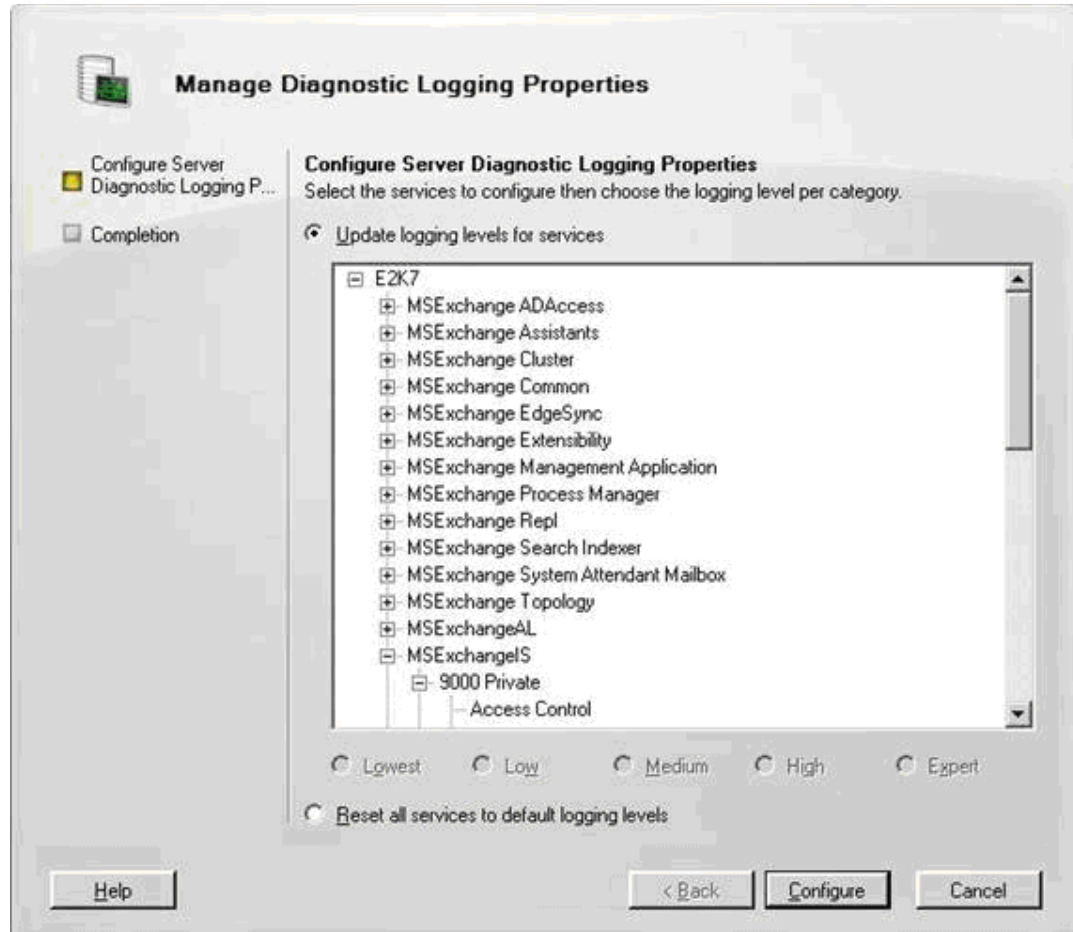 Manage Diagnostic Logging Properties
Configure Server
Diagnostic Logging P...
Completion
Configure Server Diagnostic Logging Properties
Select the services to configure then choose the logging level per category.
Update logging levels for services
E2K7
MSExchange ADAccess
MSExchange Assistants
MSExchange Cluster
MSExchange Common
MSExchange EdgeSync
MSExchange Extensibility
MSExchange Management Application
MSExchange Process Manager
MSExchange Repl
MSExchange Search Indexer
MSExchange System Attendant Mailbox
MSExchange Topology
MSExchangeAL
MSExchangeIS
9000 Private
Access Control
Lowest Low Medium High Expert
Reset all services to default logging levels
Help < Back Configure Cancel